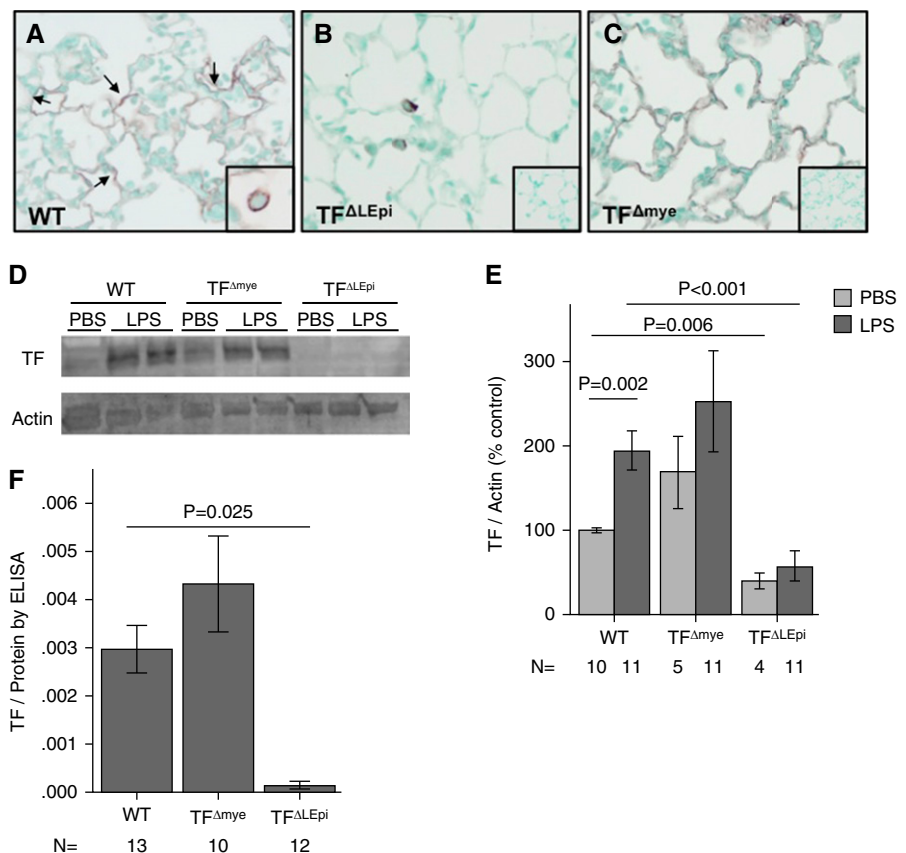 A
WT
B
TF^ΔLEpi
C
TF^Δmye
D
WT TF^Δmye TF^ΔLEpi
PBS LPS PBS LPS PBS LPS
TF
Actin
E
P<0.001
P=0.006
P=0.002
PBS
LPS
TF / Actin (% control)
300
200
100
0
WT TF^Δmye TF^ΔLEpi
N= 10 11 5 11 4 11
F
P=0.025
TF / Protein by ELISA
.006
.005
.004
.003
.002
.001
.000
WT TF^Δmye TF^ΔLEpi
N= 13 10 12